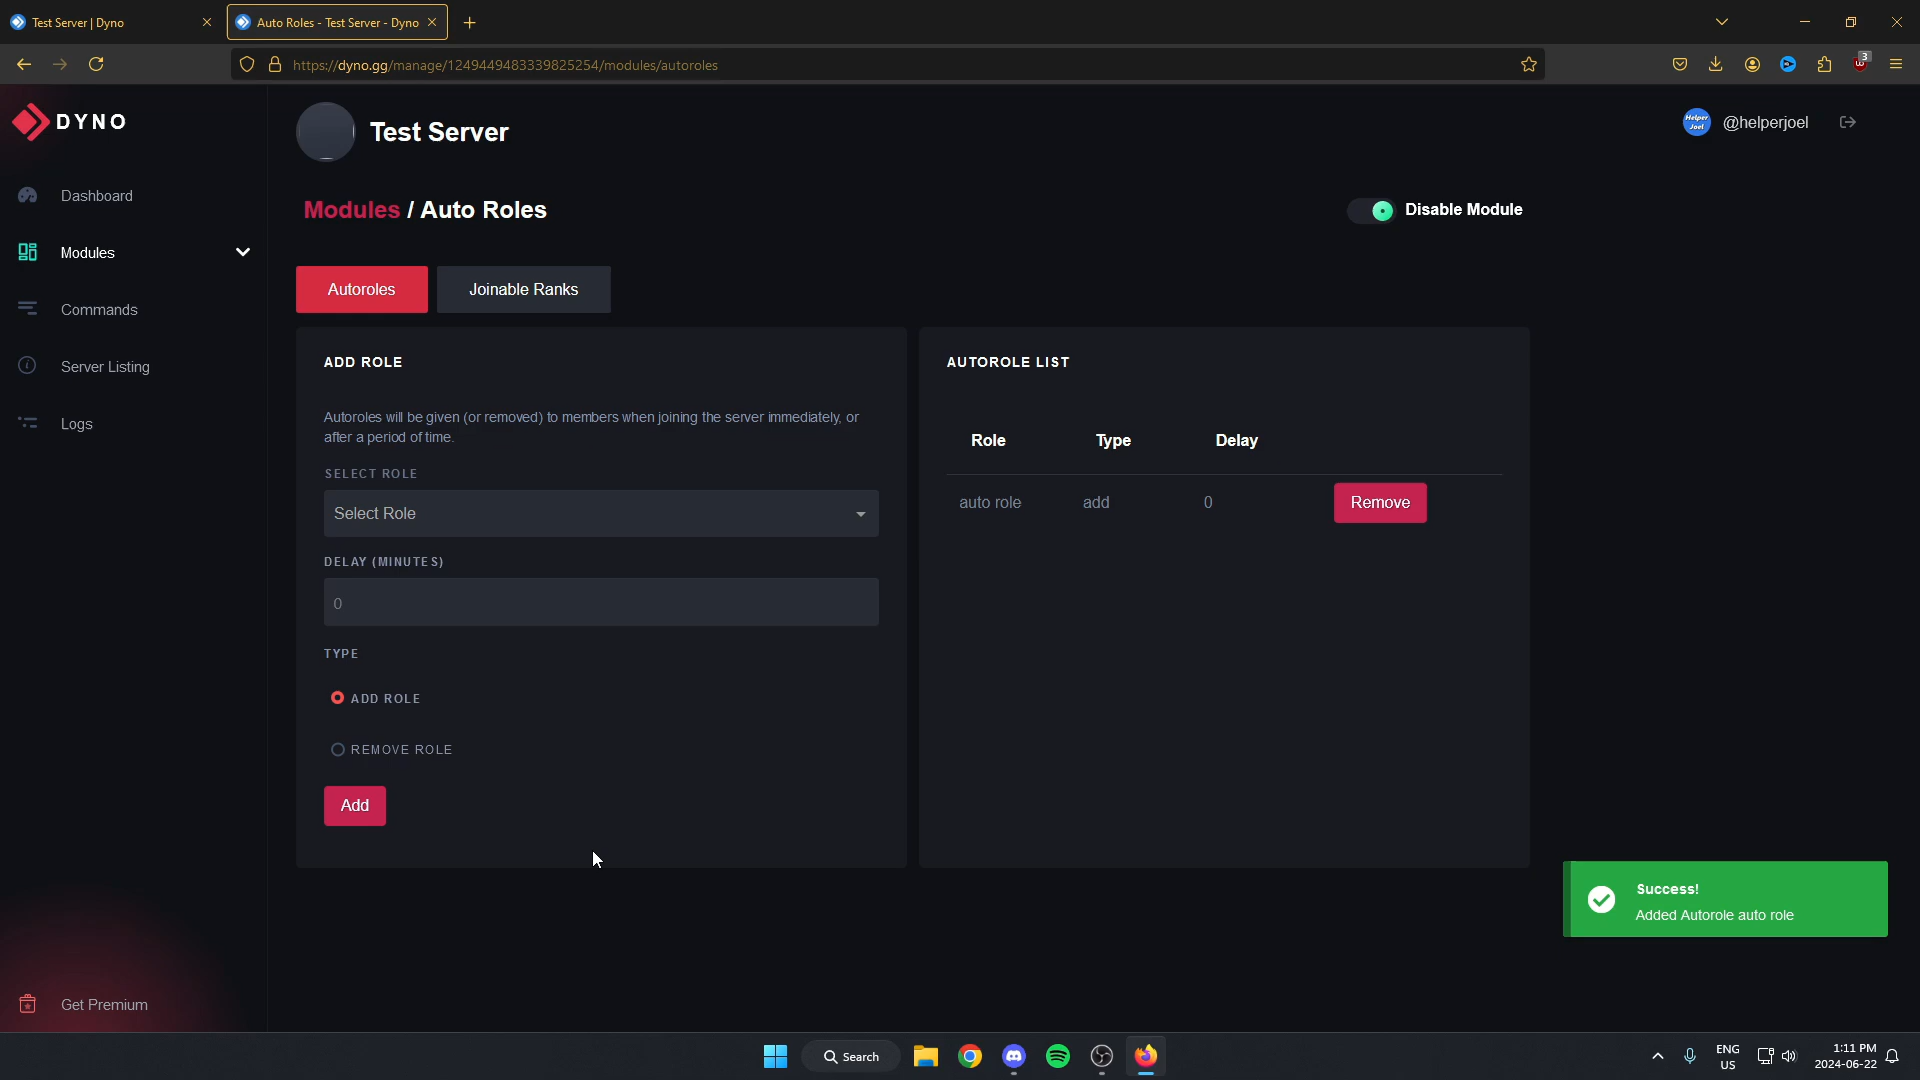 Test Server | Dyno
Auto Roles - Test Server - Dyno
https://dyno.gg/manage/1249449483339825254/modules/autoroles
3
DYNO
Test Server
Helper
Joel
@helperjoel
Dashboard
Modules
Commands
Server Listing
Logs
Get Premium
Modules / Auto Roles
Disable Module
Autoroles
Joinable Ranks
ADD ROLE
Autoroles will be given (or removed) to members when joining the server immediately, or
after a period of time.
SELECT ROLE
Select Role
DELAY (MINUTES)
0
TYPE
ADD ROLE
REMOVE ROLE
Add
AUTOROLE LIST
Role Type Delay
auto role add 0 Remove
Success!
Added Autorole auto role
Search
ENG
US
1:11 PM
2024-06-22